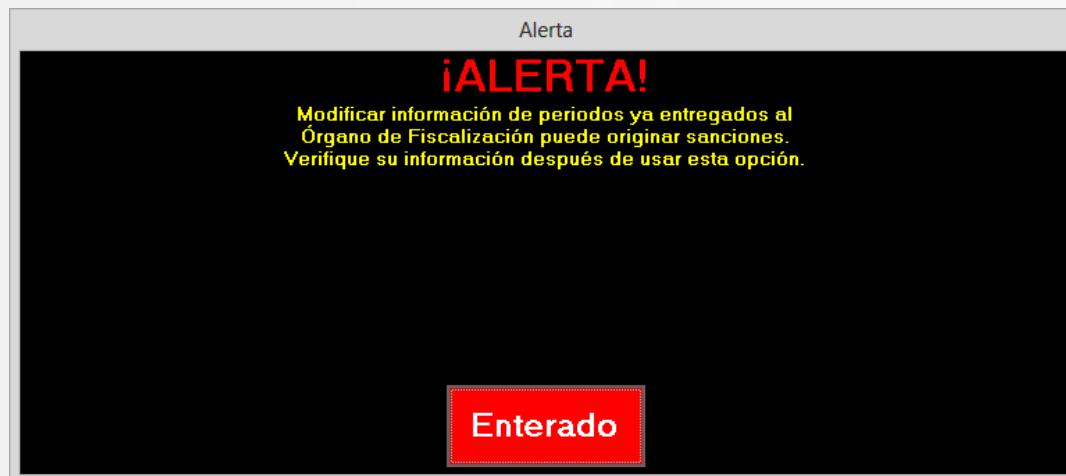 Alerta
¡ALERTA!
Modificar información de periodos ya entregados al
Órgano de Fiscalización puede originar sanciones.
Verifique su información después de usar esta opción.
Enterado